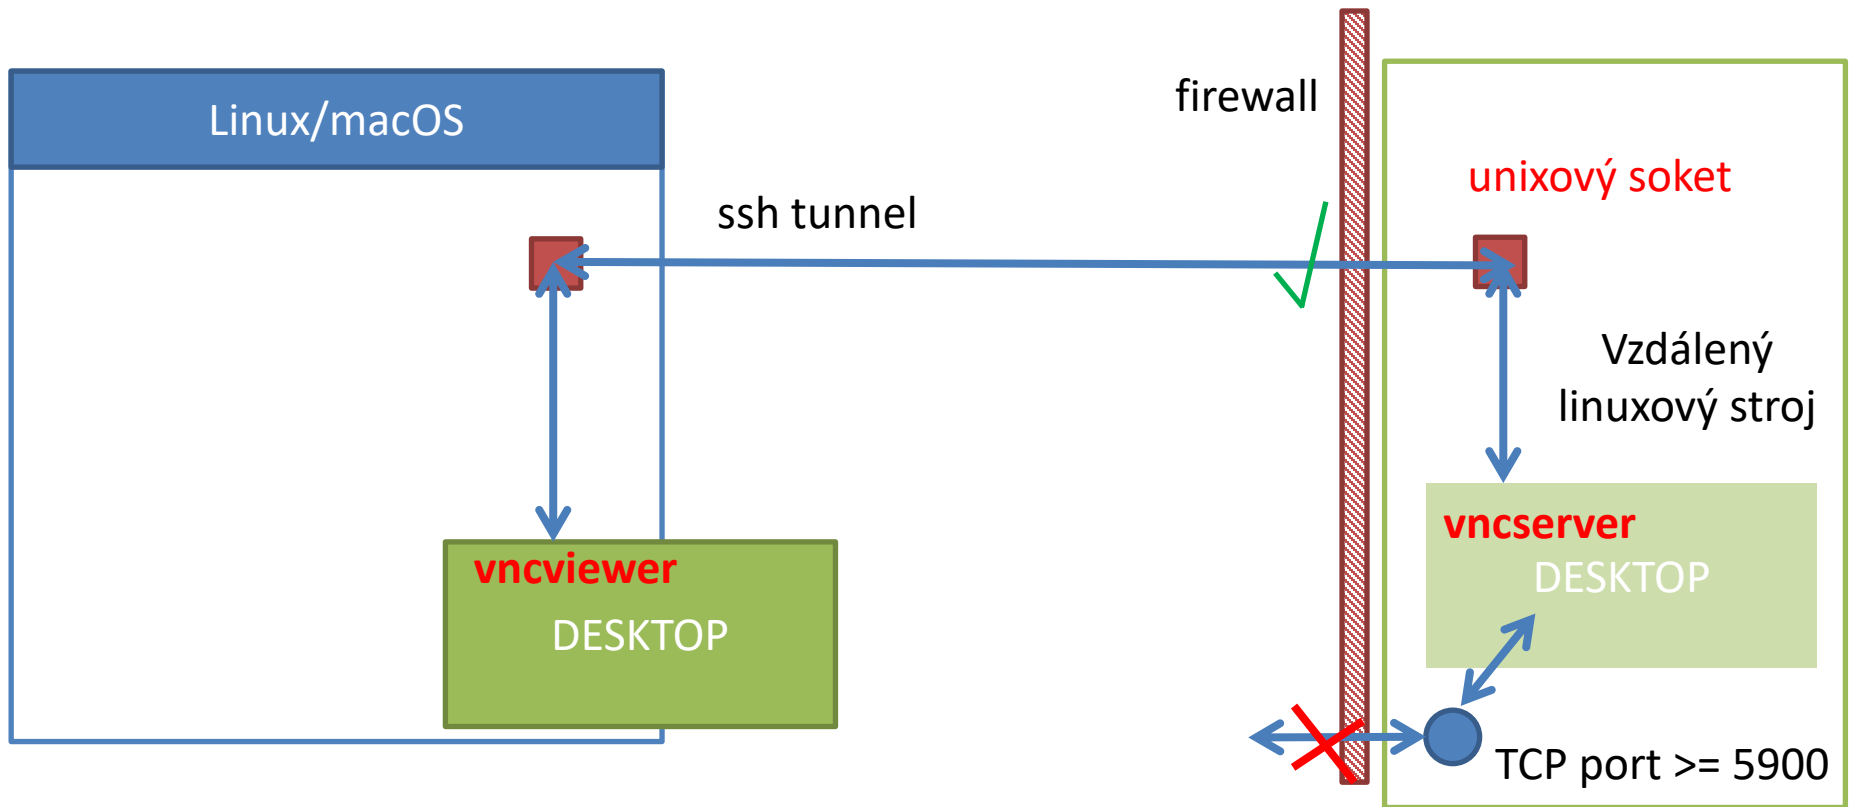 Linux/macOS
firewall
unixový soket
ssh tunnel
Vzdálený
linuxový stroj
vncviewer
DESKTOP
vncserver
DESKTOP
TCP port >= 5900